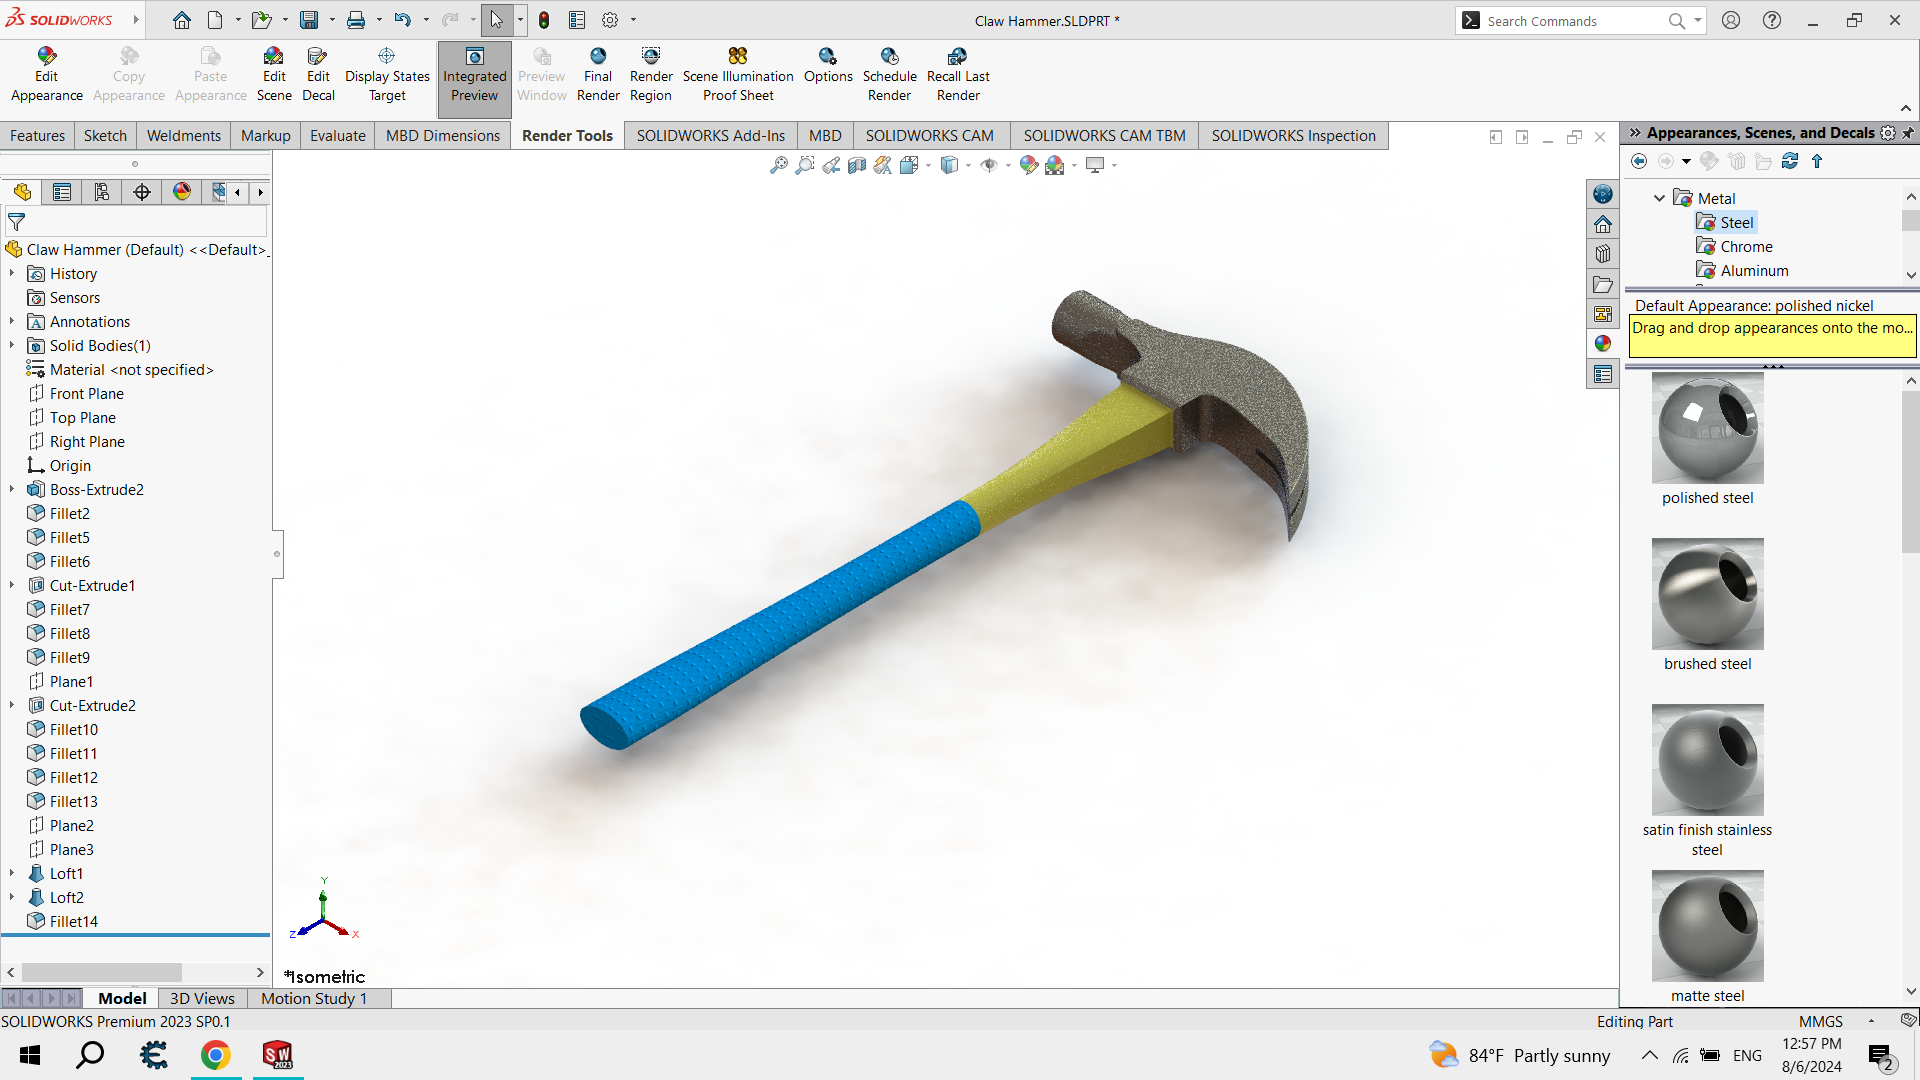 SOLIDWORKS
Claw Hammer.SLDPRT *
Search Commands
Edit Appearance
Copy Appearance
Paste Appearance
Edit Scene
Edit Decal
Display States Target
Integrated Preview
Preview Window
Final Render
Render Region
Scene Illumination Proof Sheet
Options
Schedule Render
Recall Last Render
Features
Sketch
Weldments
Markup
Evaluate
MBD Dimensions
Render Tools
SOLIDWORKS Add-Ins
MBD
SOLIDWORKS CAM
SOLIDWORKS CAM TBM
SOLIDWORKS Inspection
Claw Hammer (Default) <<Default>_
History
Sensors
Annotations
Solid Bodies(1)
Material <not specified>
Front Plane
Top Plane
Right Plane
Origin
Boss-Extrude2
Fillet2
Fillet5
Fillet6
Cut-Extrude1
Fillet7
Fillet8
Fillet9
Plane1
Cut-Extrude2
Fillet10
Fillet11
Fillet12
Fillet13
Plane2
Plane3
Loft1
Loft2
Fillet14
Y
Z
X
*Isometric
Appearances, Scenes, and Decals
Metal
Steel
Chrome
Aluminum
Default Appearance: polished nickel
Drag and drop appearances onto the mo...
polished steel
brushed steel
satin finish stainless
steel
matte steel
Model
3D Views
Motion Study 1
SOLIDWORKS Premium 2023 SP0.1
Editing Part
MMGS
SW
2023
84°F Partly sunny
ENG
12:57 PM
8/6/2024
2